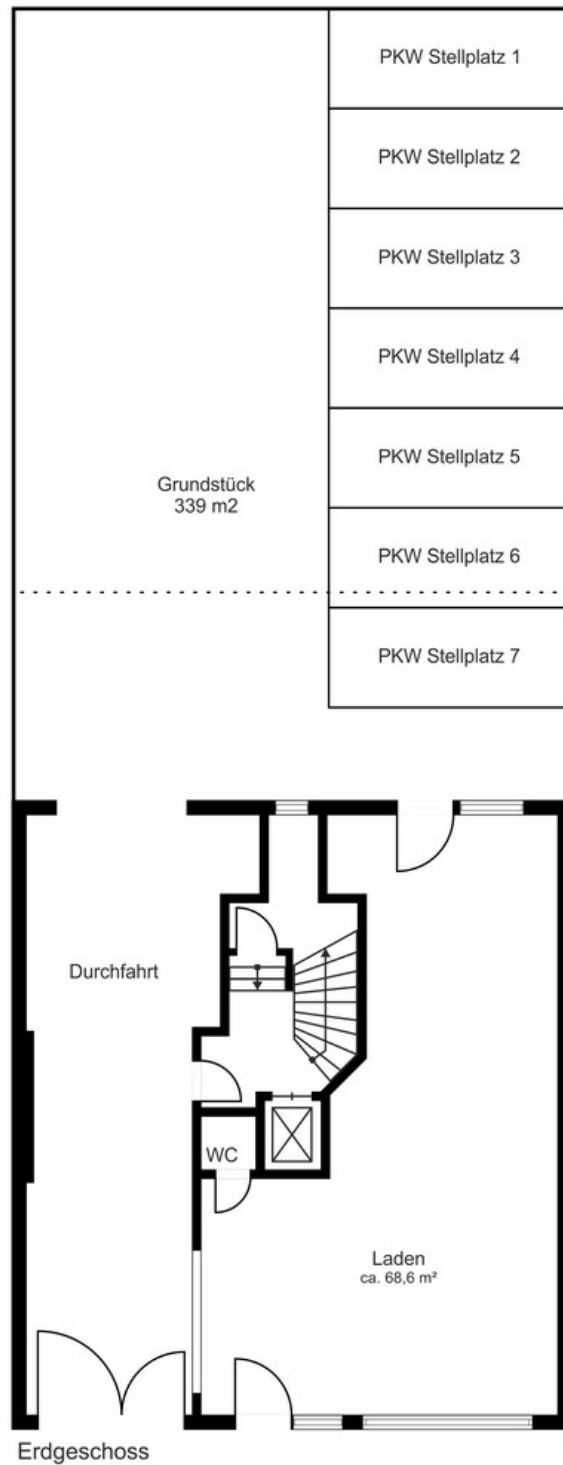 PKW Stellplatz 1
PKW Stellplatz 2
PKW Stellplatz 3
PKW Stellplatz 4
PKW Stellplatz 5
Grundstück
339 m2
PKW Stellplatz 6
PKW Stellplatz 7
Durchfahrt
WC
Laden
ca. 68,6 m²
Erdgeschoss